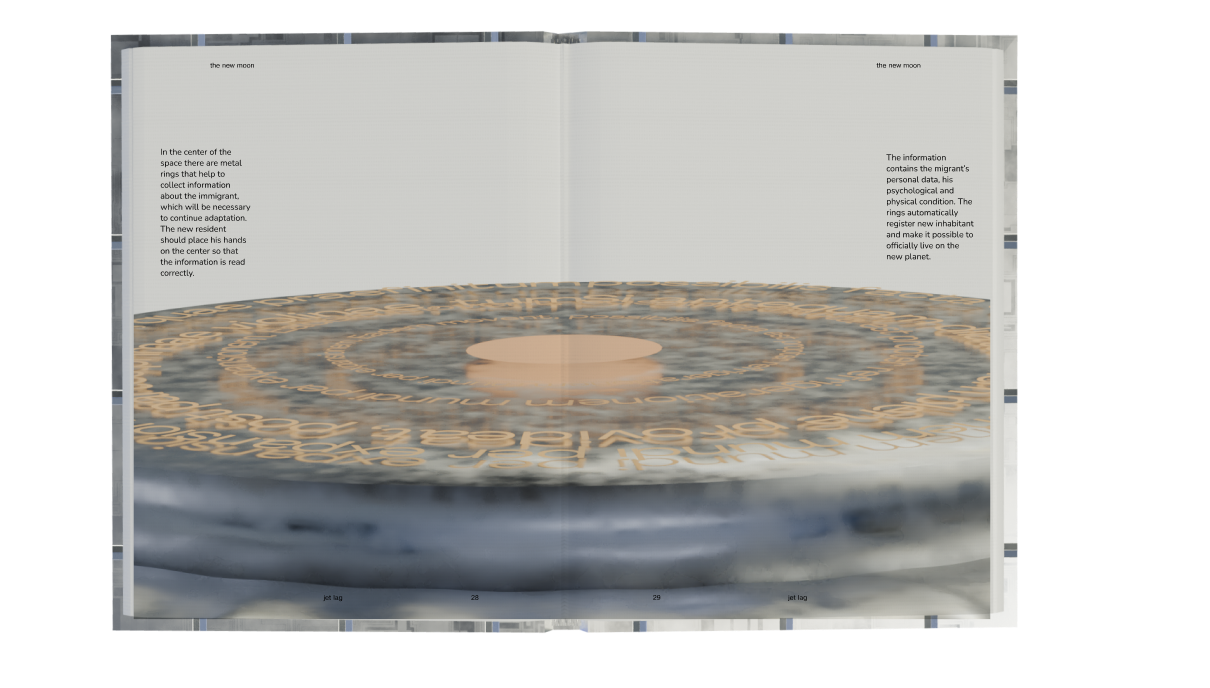 the new moon
the new moon
In the center of the
space there are metal
rings that help to
collect information
about the immigrant,
which will be necessary
to continue adaptation.
The new resident
should place his hands
on the center so that
the information is read
correctly.
The information
contains the migrant's
personal data, his
psychological and
physical condition. The
rings automatically
register new inhabitant
and make it possible to
officially live on the
new planet.
jet lag
28
29
jet lag